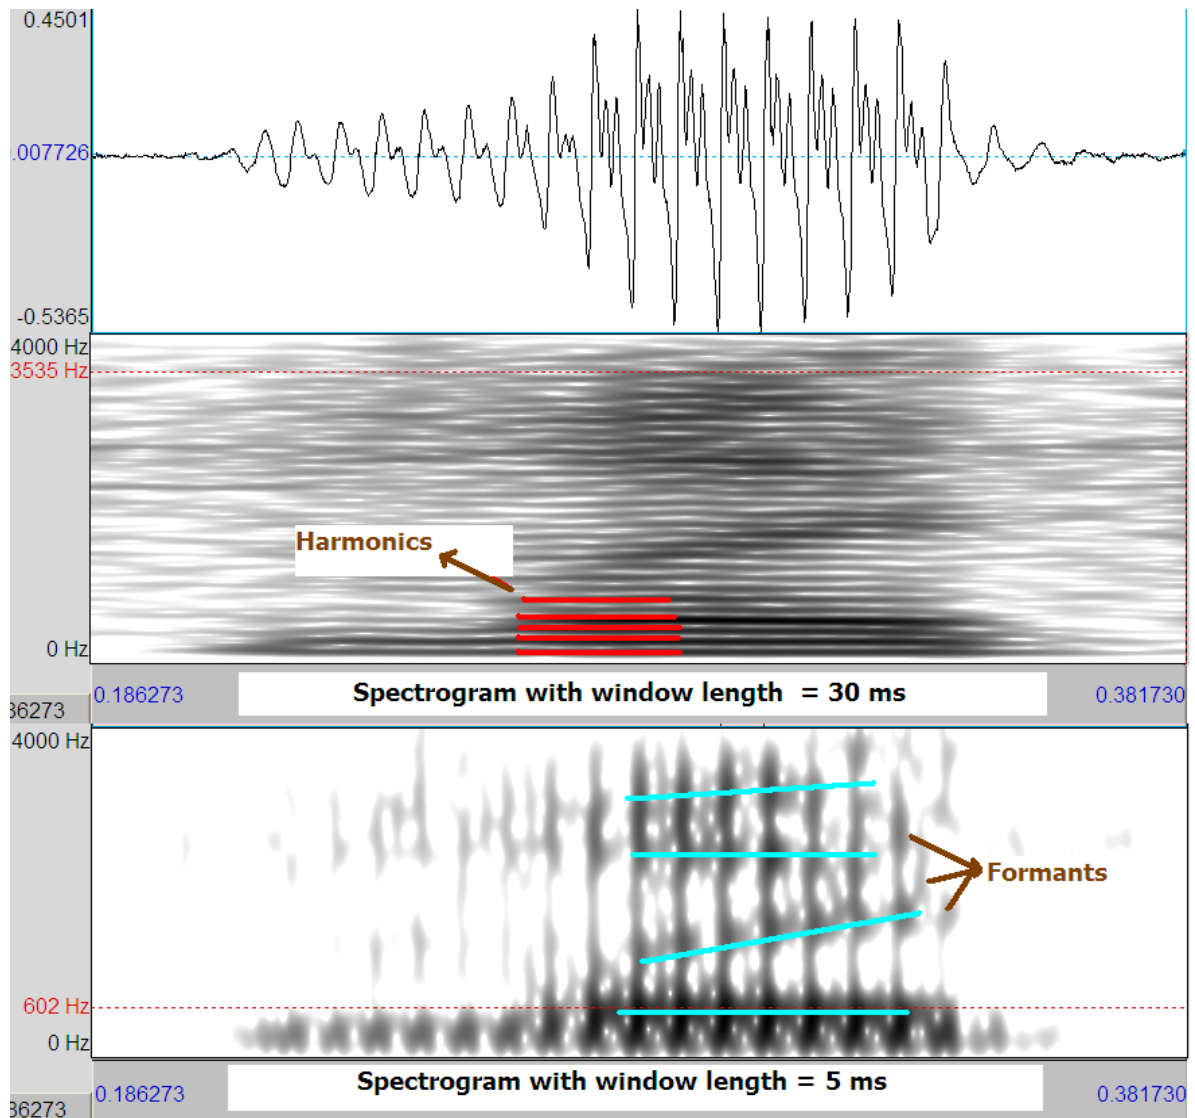 0.4501
.007726
-0.5365
4000 Hz
3535 Hz
Harmonics
0 Hz
0.186273
Spectrogram with window length = 30 ms
0.381730
36273
4000 Hz
Formants
602 Hz
0 Hz
0.186273
Spectrogram with window length = 5 ms
0.381730
36273